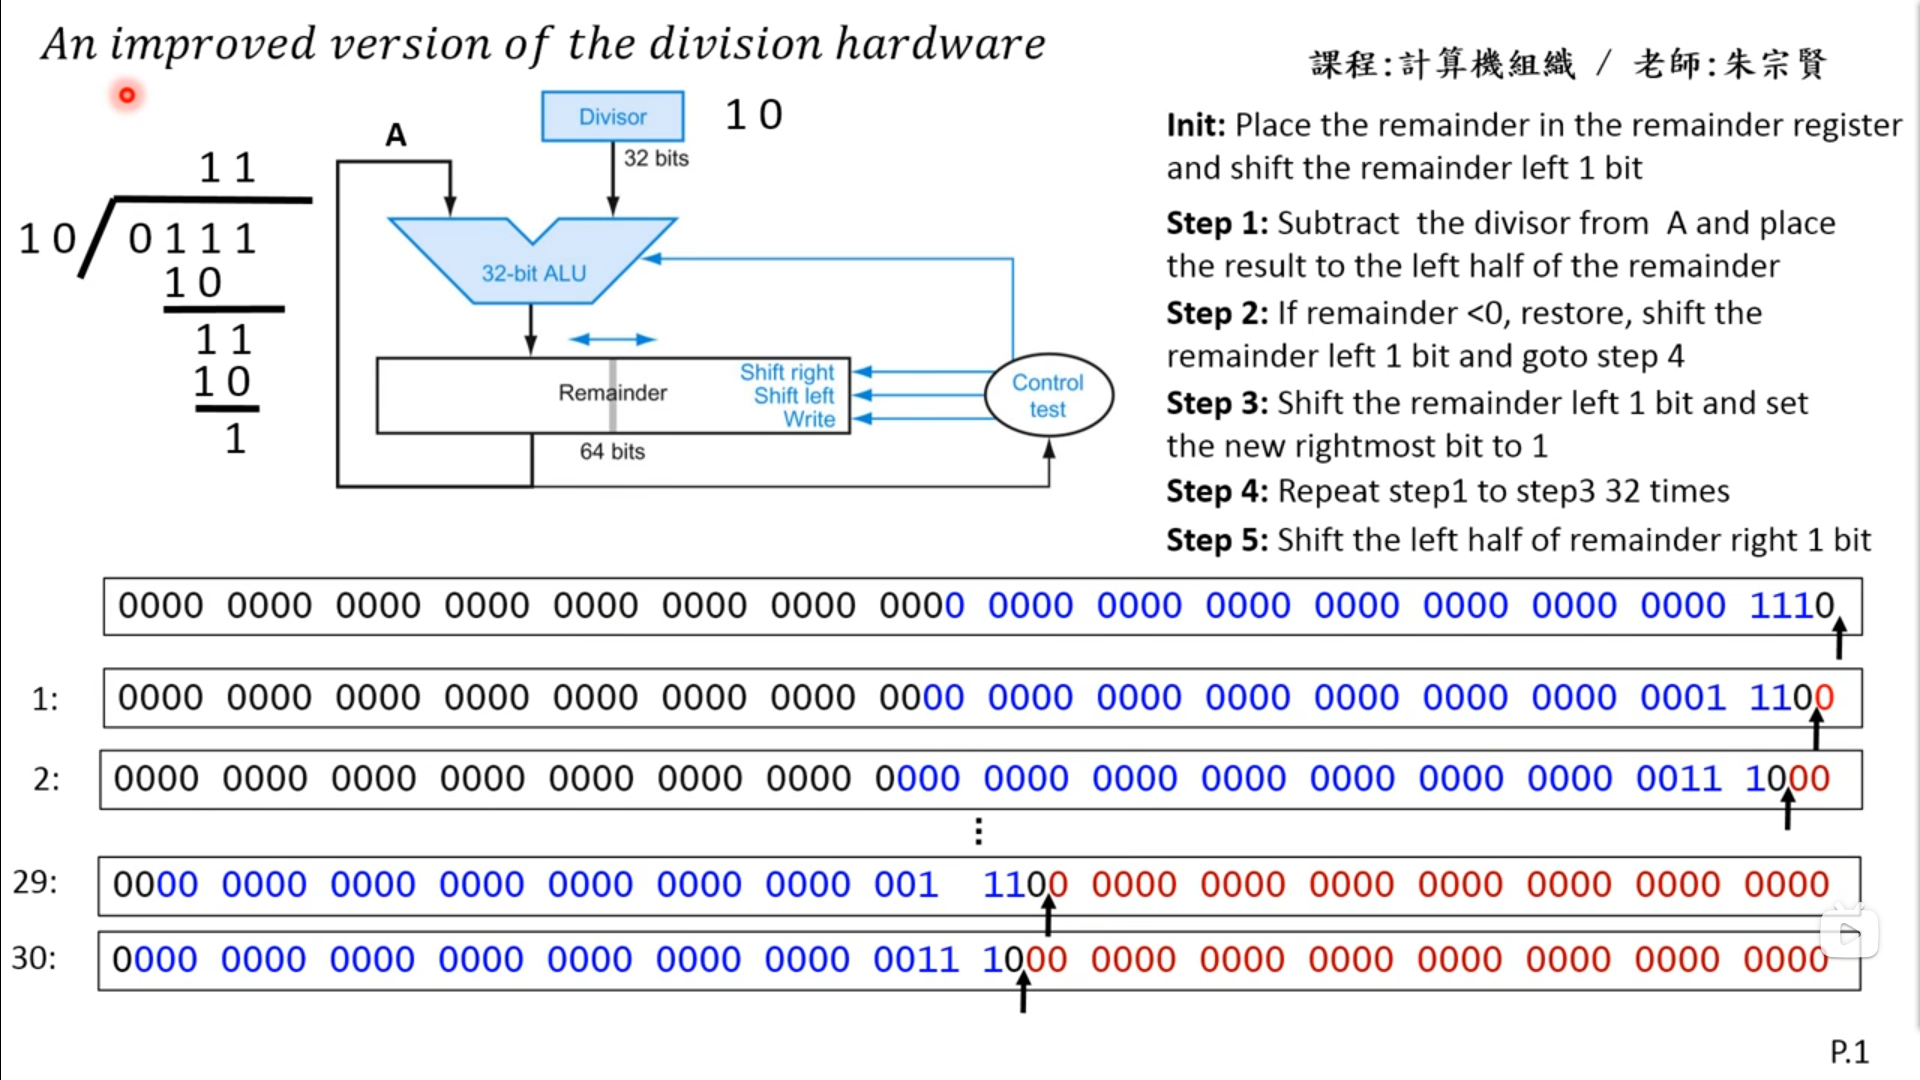 An improved version of the division hardware
課程:計算機組織 / 老師:朱宗賢
11
10 0111
10
11
10
1
A
Divisor
10
32 bits
32-bit ALU
Remainder
Shift right
Shift left
Write
64 bits
Control
test
Init: Place the remainder in the remainder register
and shift the remainder left 1 bit
Step 1: Subtract the divisor from A and place
the result to the left half of the remainder
Step 2: If remainder <0, restore, shift the
remainder left 1 bit and goto step 4
Step 3: Shift the remainder left 1 bit and set
the new rightmost bit to 1
Step 4: Repeat step1 to step3 32 times
Step 5: Shift the left half of remainder right 1 bit
0000 0000 0000 0000 0000 0000 0000 0000 0000 0000 0000 0000 0000 0000 0000 1110
1: 0000 0000 0000 0000 0000 0000 0000 0000 0000 0000 0000 0000 0000 0000 0001 1100
2: 0000 0000 0000 0000 0000 0000 0000 0000 0000 0000 0000 0000 0000 0000 0011 1000
⋮
29: 0000 0000 0000 0000 0000 0000 0000 001 1100 0000 0000 0000 0000 0000 0000 0000
30: 0000 0000 0000 0000 0000 0000 0000 0011 1000 0000 0000 0000 0000 0000 0000 0000
P.1